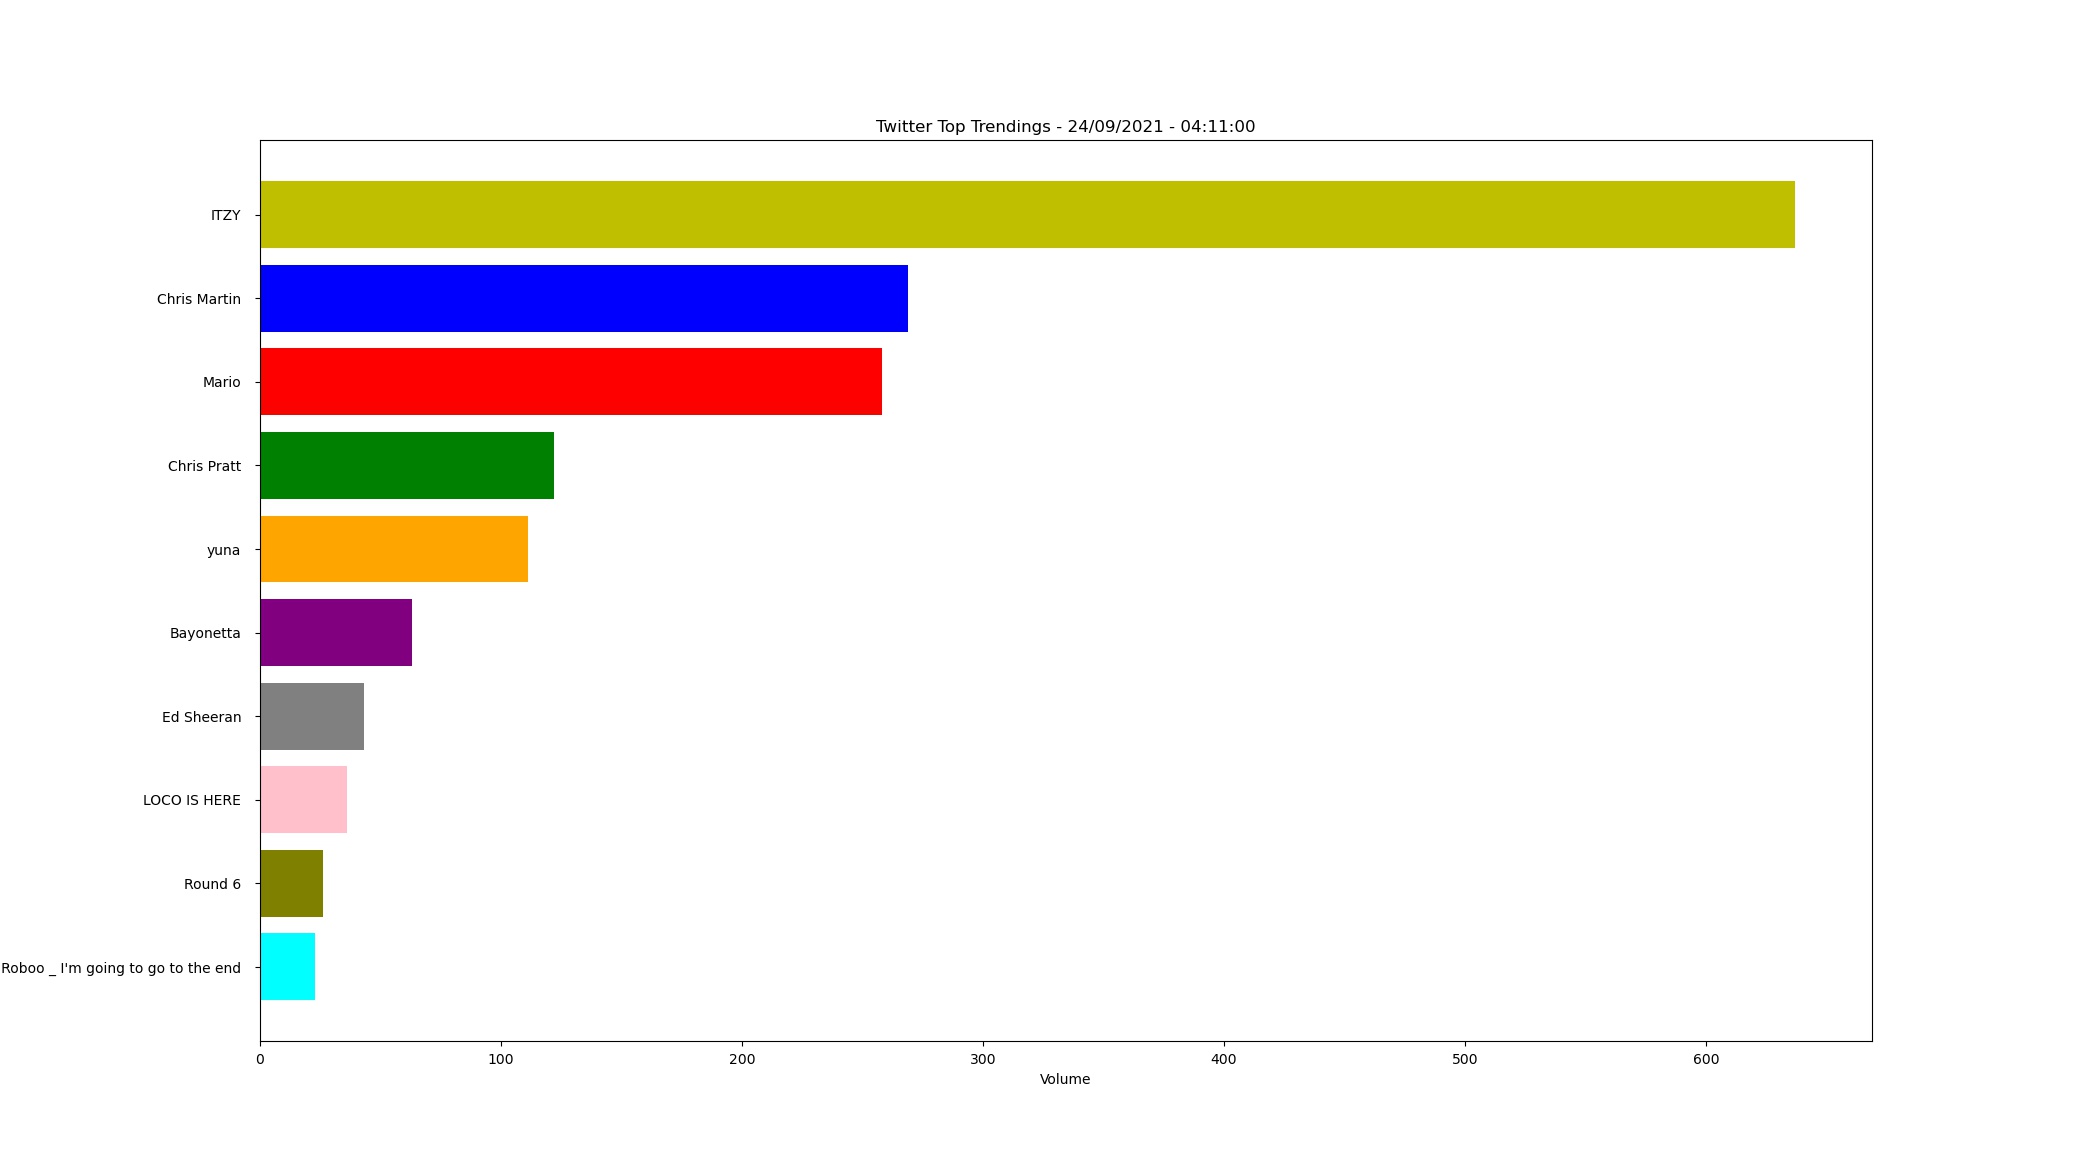 Twitter Top Trendings - 24/09/2021 - 04:11:00
ITZY
Chris Martin
Mario
Chris Pratt
yuna
Bayonetta
Ed Sheeran
LOCO IS HERE
Round 6
Roboo _ I'm going to go to the end
0 100 200 300 400 500 600
Volume